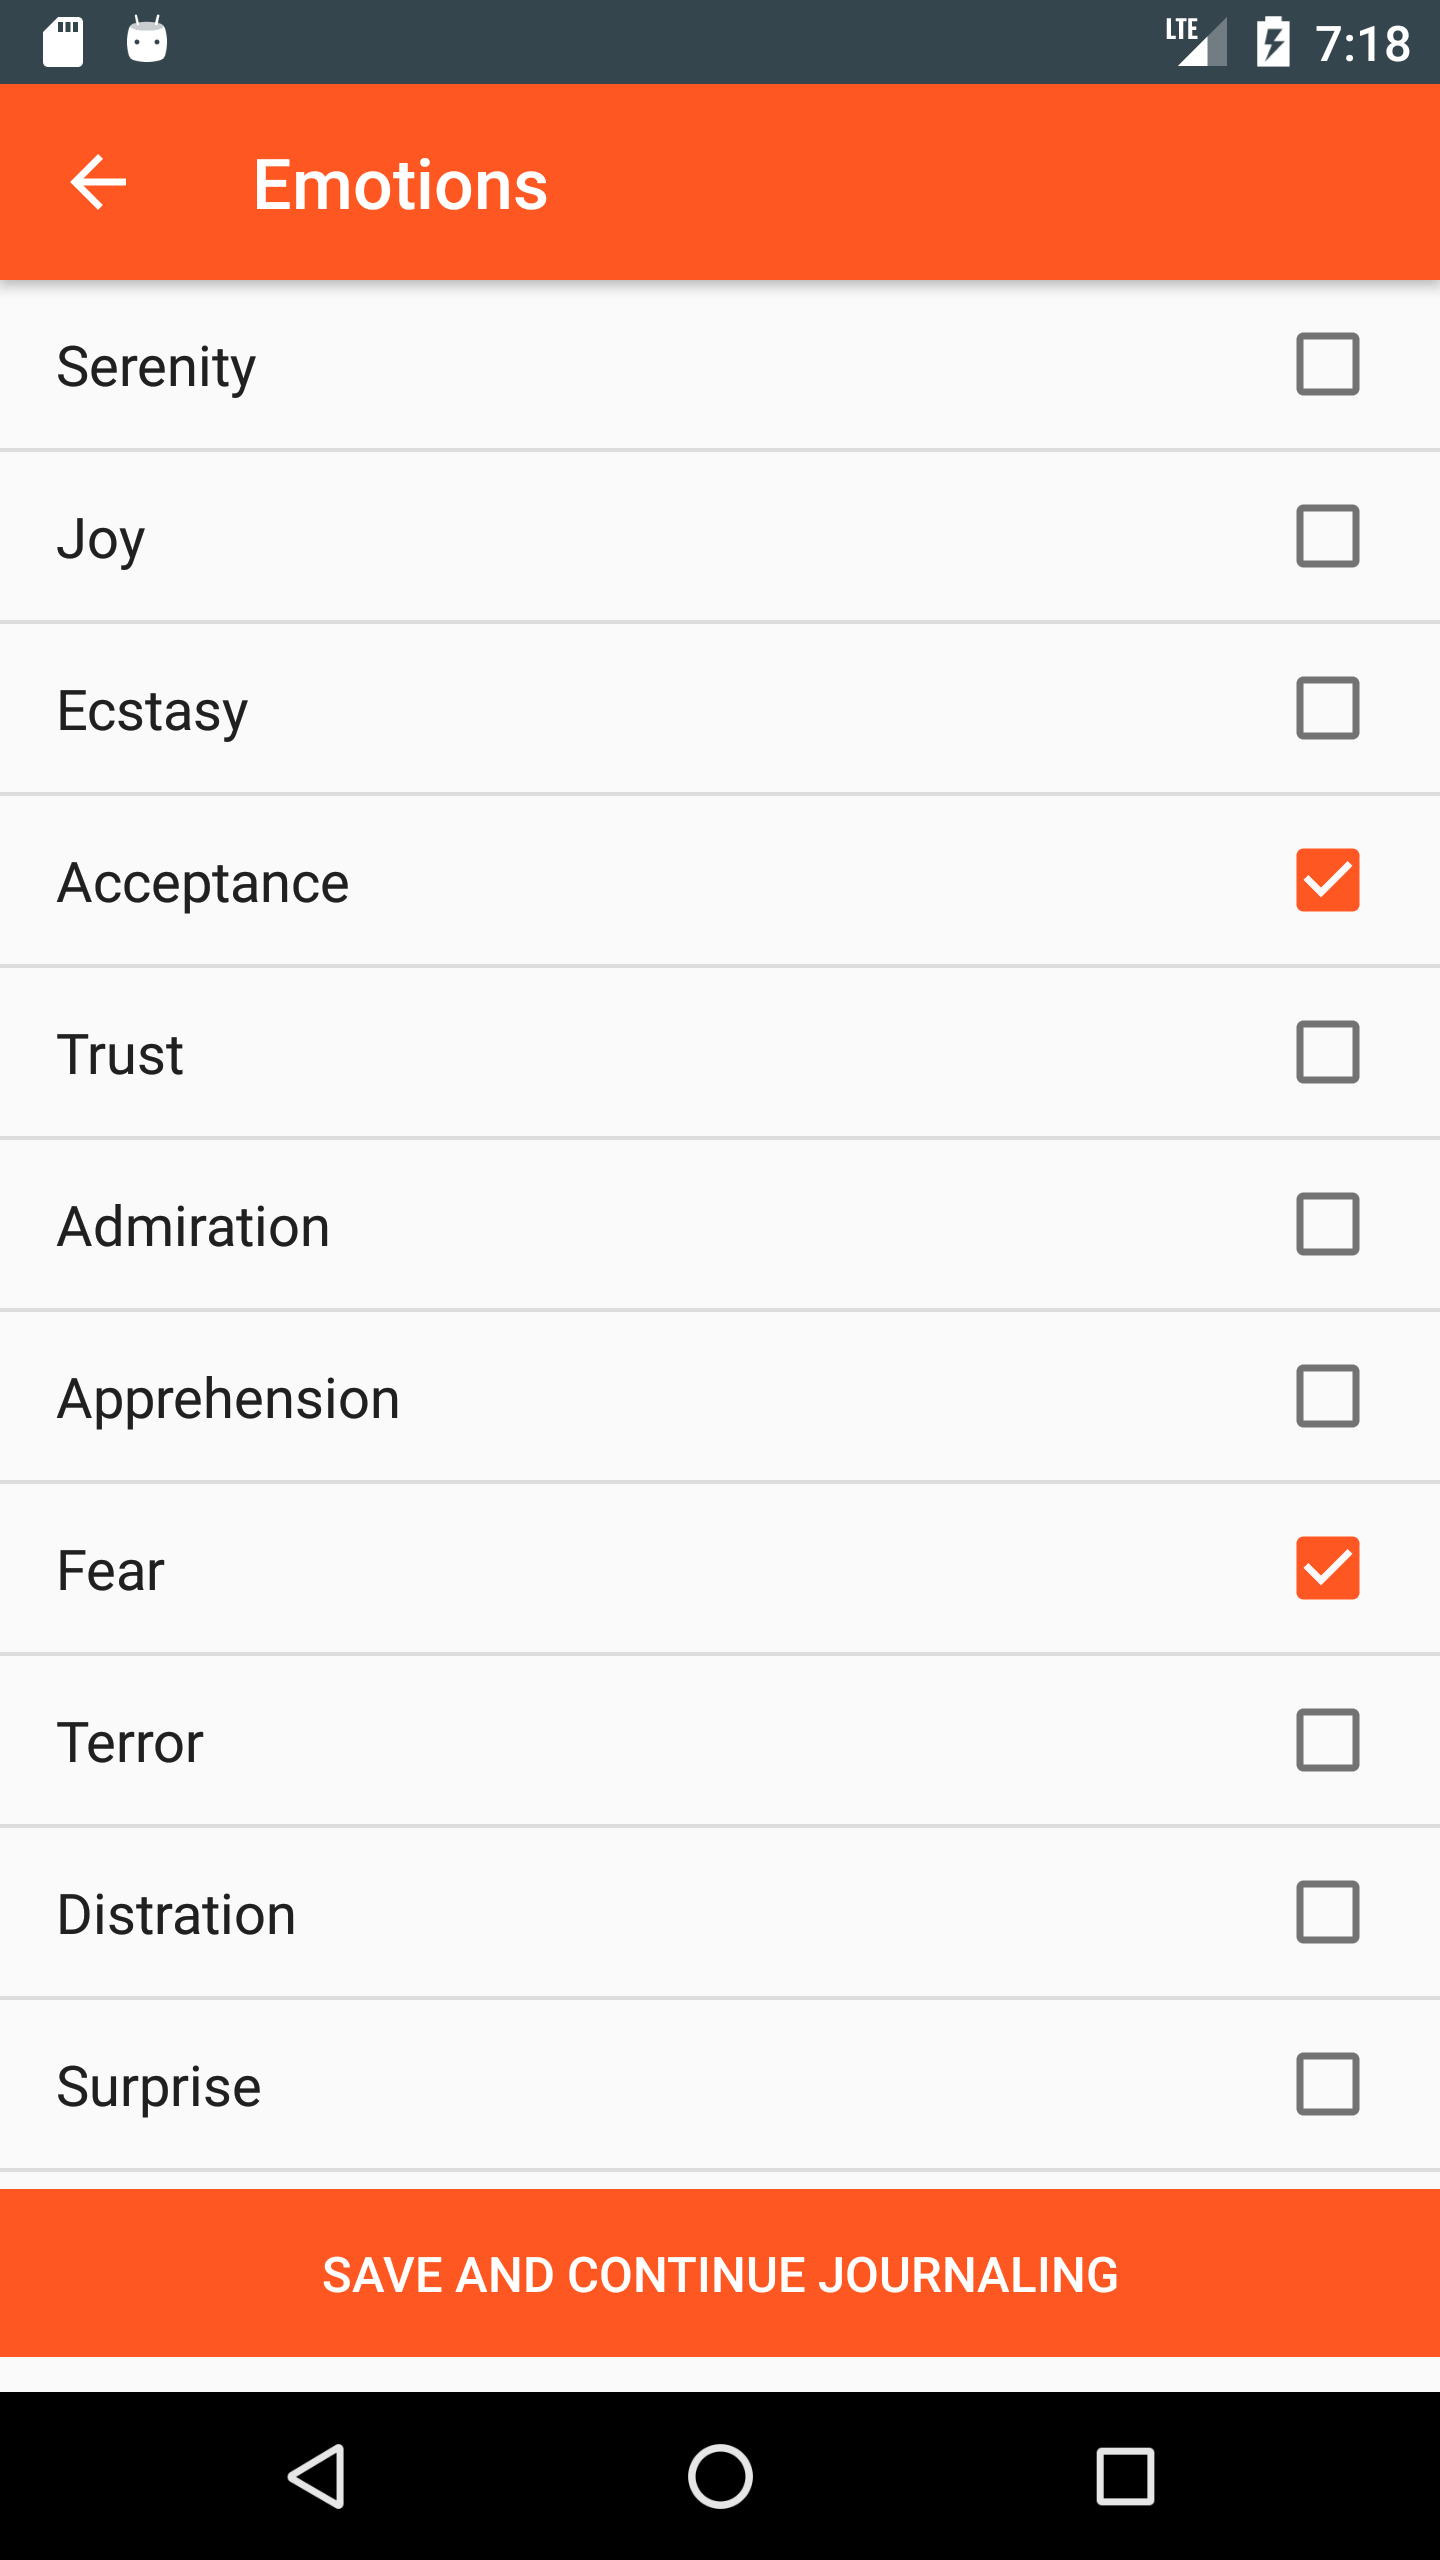 LTE 7:18
Emotions
Serenity
Joy
Ecstasy
Acceptance
Trust
Admiration
Apprehension
Fear
Terror
Distration
Surprise
SAVE AND CONTINUE JOURNALING